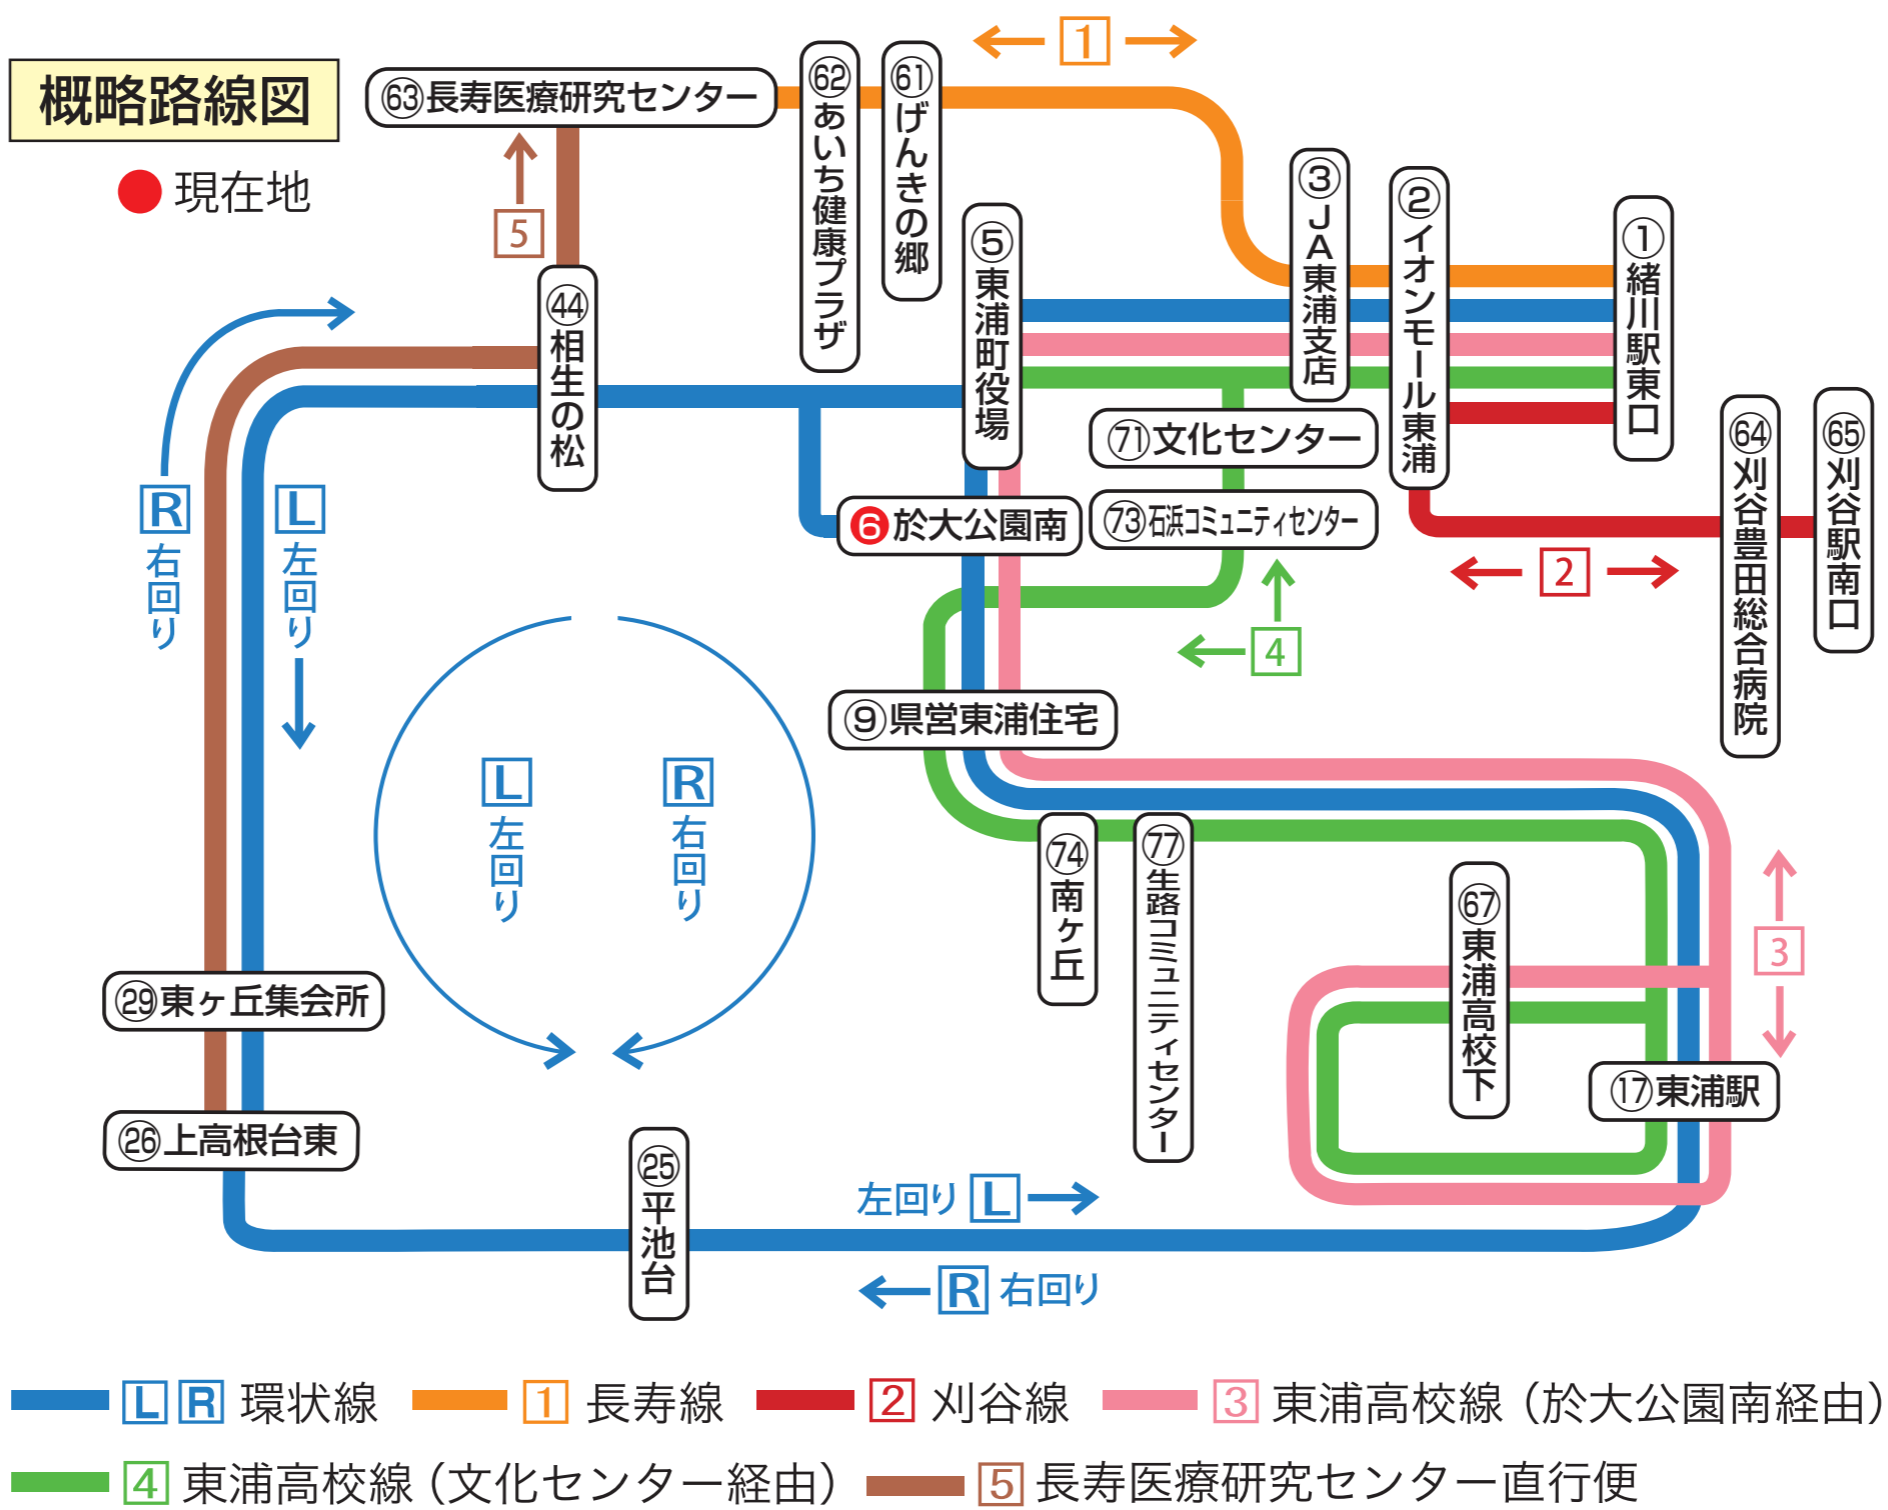 概略路線図
現在地
1
㊿+13長寿医療研究センター
62あいち健康プラザ
61げんきの郷
5
③JA東浦支店
②イオンモール東浦
①緒川駅東口
⑤東浦町役場
44相生の松
71文化センター
64刈谷豊田総合病院
65刈谷駅南口
6於大公園南
73石浜コミュニティセンター
R
右回り
L
左回り
2
4
⑨県営東浦住宅
L
左回り
R
右回り
74南ヶ丘
77生路コミュニティセンター
67東浦高校下
3
29東ヶ丘集会所
⑰東浦駅
26上高根台東
25平池台
左回り L
R 右回り
L R 環状線 1 長寿線 2 刈谷線 3 東浦高校線（於大公園南経由）
4 東浦高校線（文化センター経由） 5 長寿医療研究センター直行便